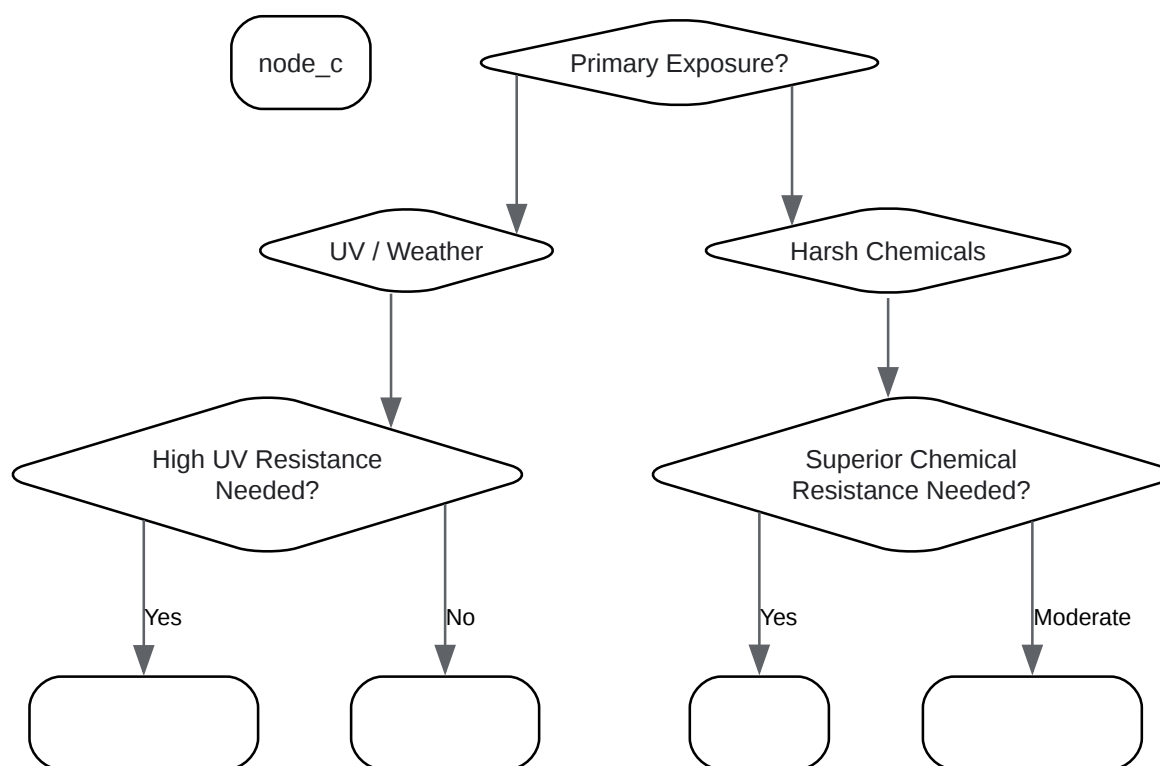 node_c
Primary Exposure?
UV / Weather
Harsh Chemicals
High UV Resistance
Needed?
Superior Chemical
Resistance Needed?
Yes
No
Yes
Moderate